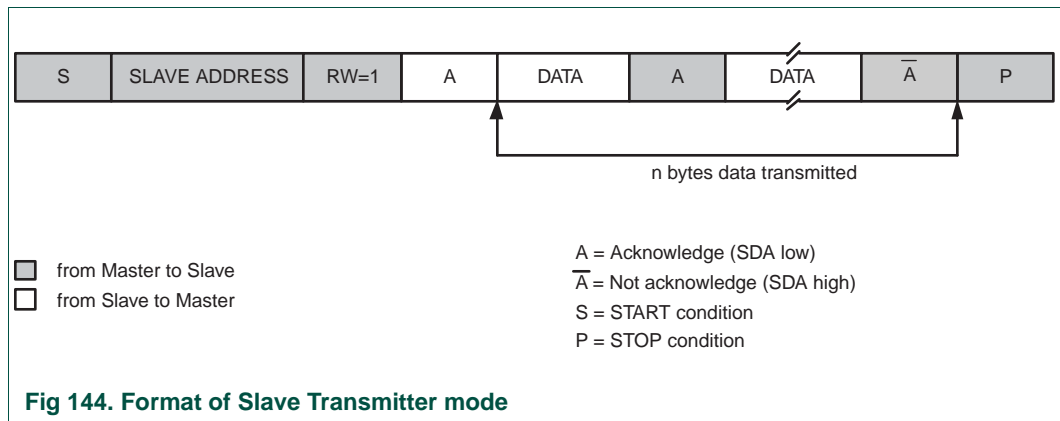 S SLAVE ADDRESS RW=1 A DATA A DATA A̅ P
n bytes data transmitted
from Master to Slave
from Slave to Master
A = Acknowledge (SDA low)
A̅ = Not acknowledge (SDA high)
S = START condition
P = STOP condition
Fig 144. Format of Slave Transmitter mode